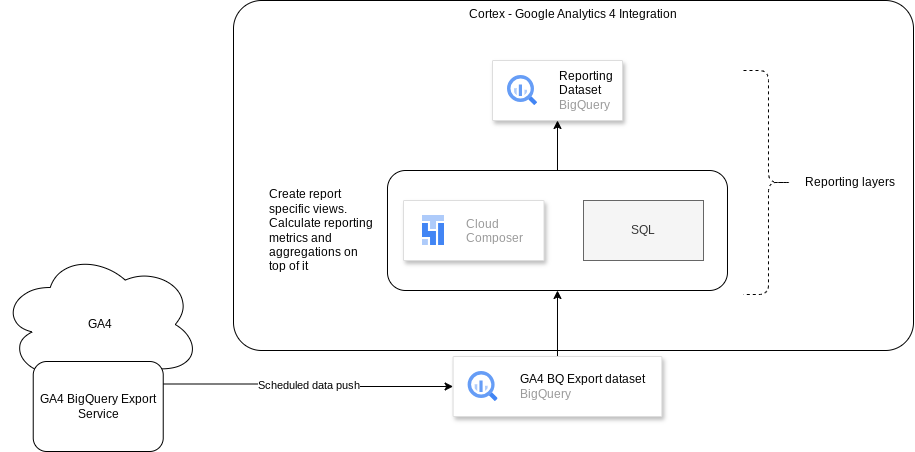 Cortex - Google Analytics 4 Integration
Reporting
Dataset
BigQuery
Create report
specific views.
Calculate reporting
metrics and
aggregations on
top of it
Cloud
Composer
SQL
Reporting layers
GA4
GA4 BigQuery Export
Service
Scheduled data push
GA4 BQ Export dataset
BigQuery